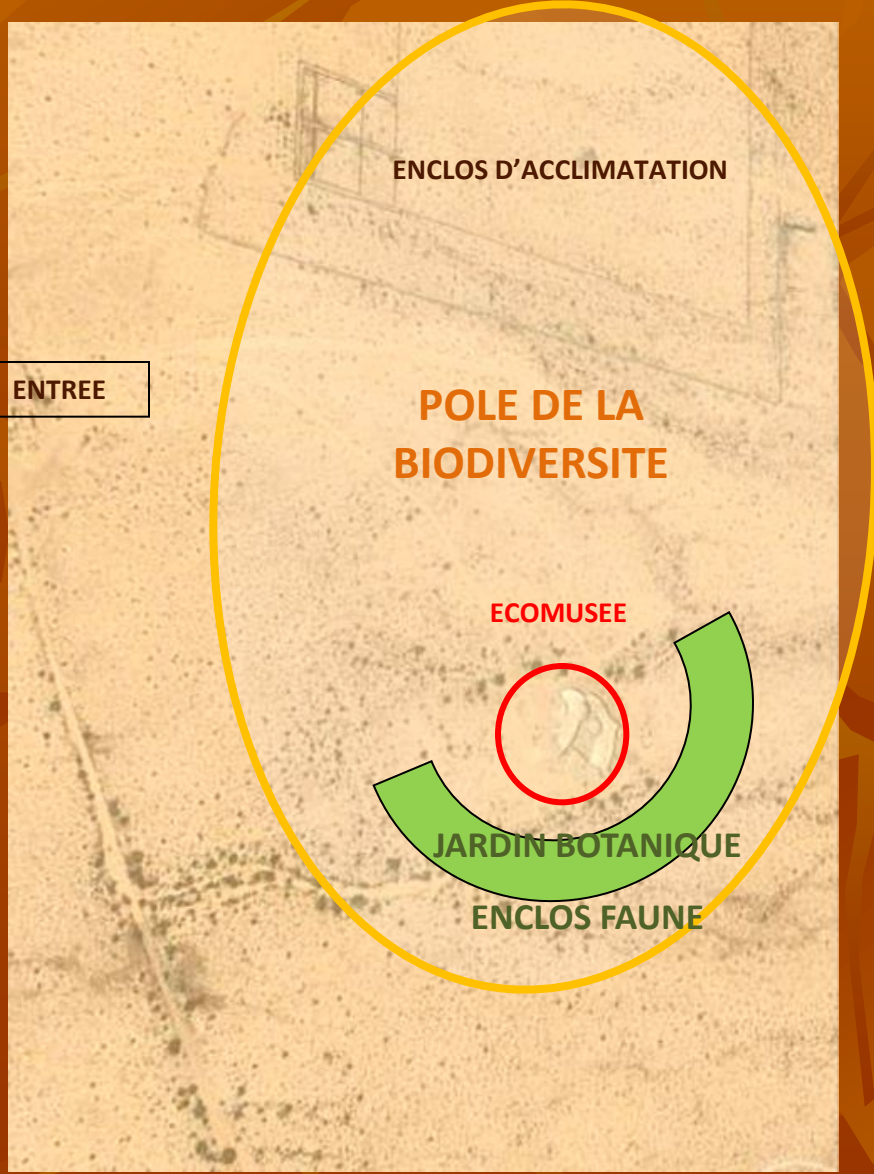 ENCLOS D’ACCLIMATATION
ENTREE
POLE DE LA
BIODIVERSITE
ECOMUSEE
JARDIN BOTANIQUE
ENCLOS FAUNE